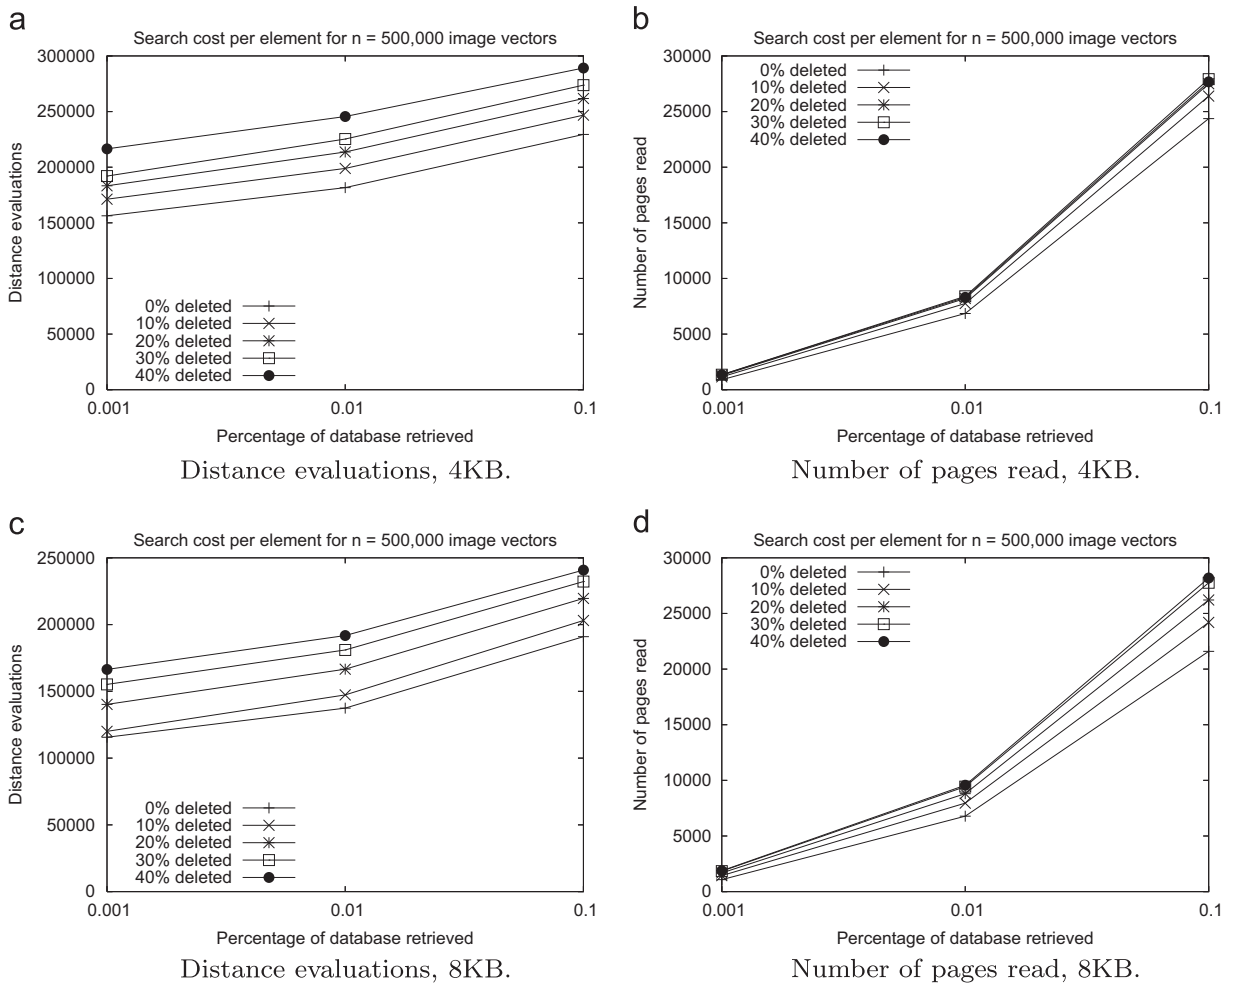 a
Search cost per element for n = 500,000 image vectors
300000
250000
200000
150000
100000
50000
0
Distance evaluations
0% deleted
10% deleted
20% deleted
30% deleted
40% deleted
0.001
0.01
0.1
Percentage of database retrieved
Distance evaluations, 4KB.
b
Search cost per element for n = 500,000 image vectors
30000
25000
20000
15000
10000
5000
0
Number of pages read
0% deleted
10% deleted
20% deleted
30% deleted
40% deleted
0.001
0.01
0.1
Percentage of database retrieved
Number of pages read, 4KB.
c
Search cost per element for n = 500,000 image vectors
250000
200000
150000
100000
50000
0
Distance evaluations
0% deleted
10% deleted
20% deleted
30% deleted
40% deleted
0.001
0.01
0.1
Percentage of database retrieved
Distance evaluations, 8KB.
d
Search cost per element for n = 500,000 image vectors
30000
25000
20000
15000
10000
5000
0
Number of pages read
0% deleted
10% deleted
20% deleted
30% deleted
40% deleted
0.001
0.01
0.1
Percentage of database retrieved
Number of pages read, 8KB.